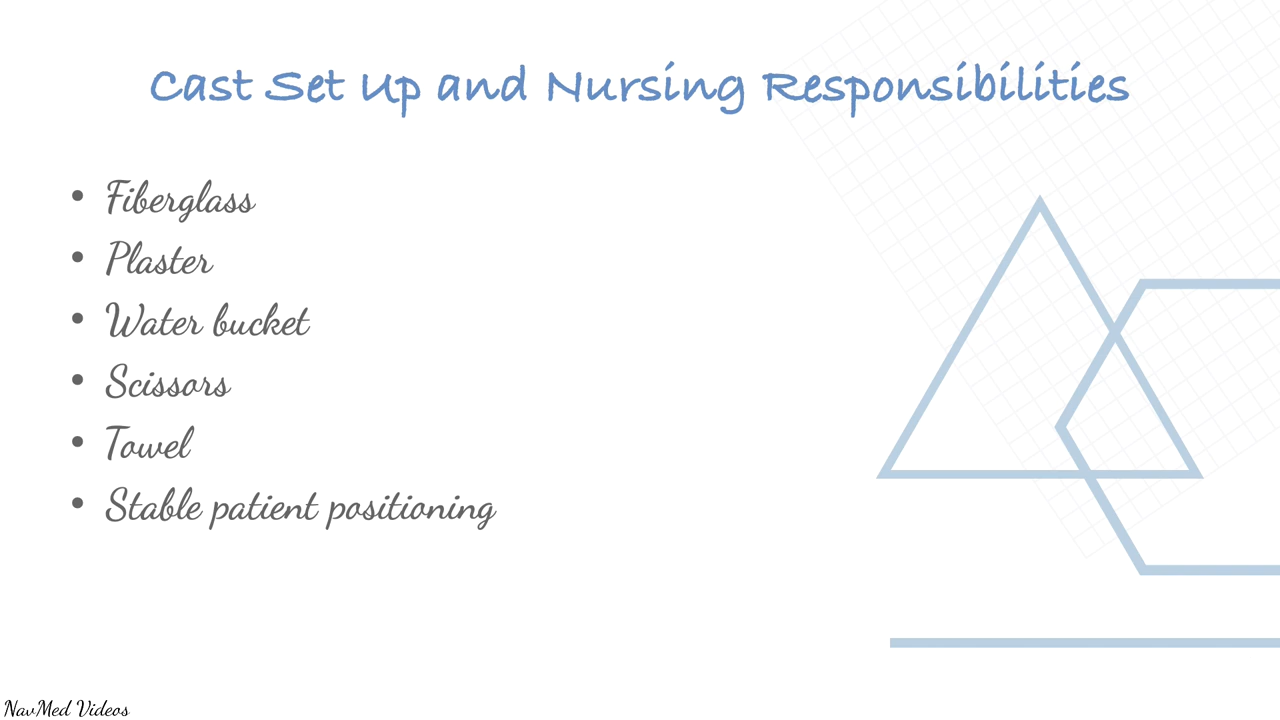 Cast Set Up and Nursing Responsibilities
• Fiberglass
• Plaster
• Water bucket
• Scissors
• Towel
• Stable patient positioning
NavMed Videos